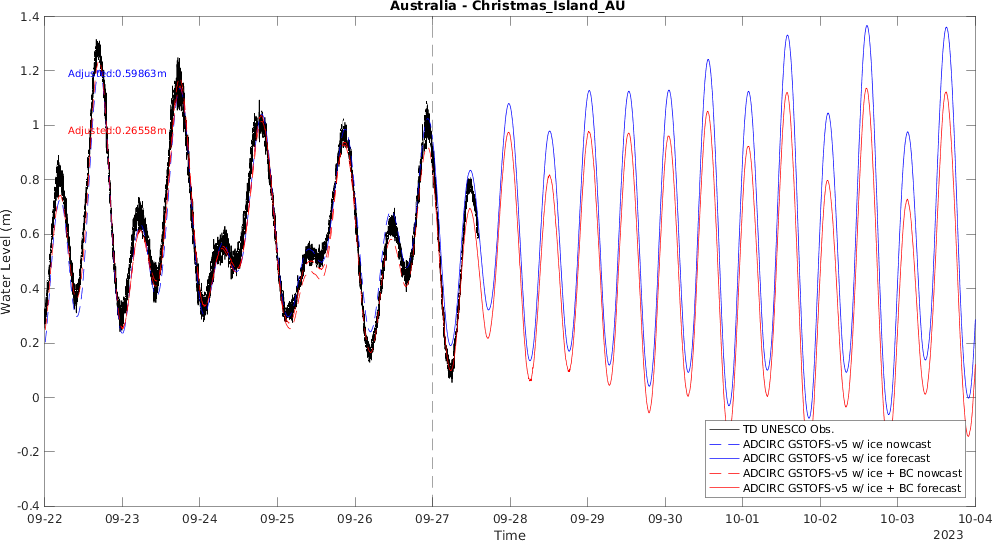 Australia - Christmas_Island_AU
1.4
1.2
1
0.8
0.6
0.4
0.2
0
-0.2
-0.4
Water Level (m)
Adjusted:0.59863m
Adjusted:0.26558m
TD UNESCO Obs.
ADCIRC GSTOFS-v5 w/ ice nowcast
ADCIRC GSTOFS-v5 w/ ice forecast
ADCIRC GSTOFS-v5 w/ ice + BC nowcast
ADCIRC GSTOFS-v5 w/ ice + BC forecast
09-22 09-23 09-24 09-25 09-26 09-27 09-28 09-29 09-30 10-01 10-02 10-03 10-04
Time
2023